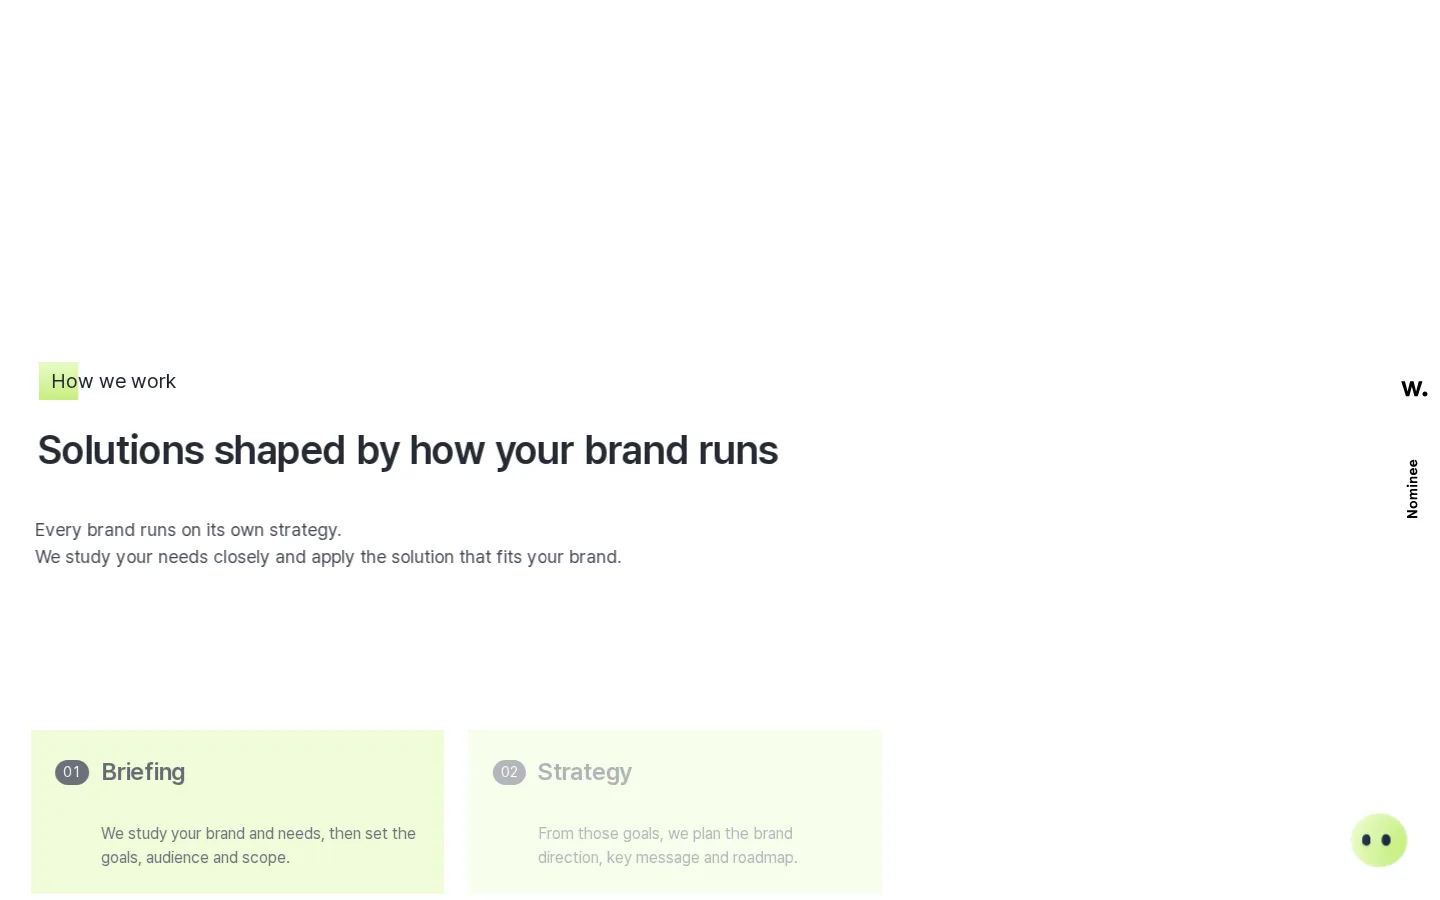 How we work
Solutions shaped by how your brand runs
Every brand runs on its own strategy.
We study your needs closely and apply the solution that fits your brand.
W.
Nominee
01 Briefing
We study your brand and needs, then set the
goals, audience and scope.
02 Strategy
From those goals, we plan the brand
direction, key message and roadmap.